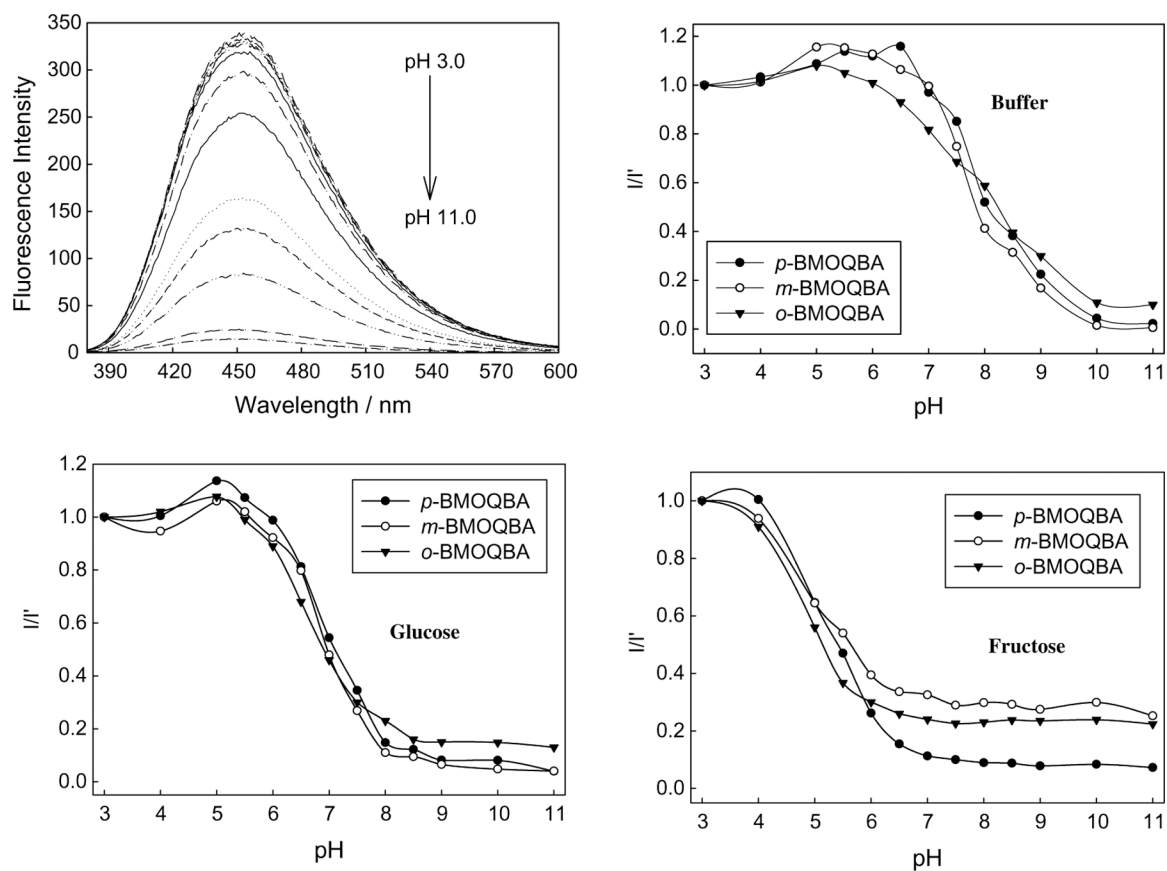 350
300
250
200
150
100
50
0
Fluorescence Intensity
pH 3.0
pH 11.0
390 420 450 480 510 540 570 600
Wavelength / nm
1.2
1.0
0.8
0.6
0.4
0.2
0.0
I/I'
Buffer
p-BMOQBA
m-BMOQBA
o-BMOQBA
3 4 5 6 7 8 9 10 11
pH
1.2
1.0
0.8
0.6
0.4
0.2
0.0
I/I'
p-BMOQBA
m-BMOQBA
o-BMOQBA
Glucose
3 4 5 6 7 8 9 10 11
pH
1.0
0.8
0.6
0.4
0.2
0.0
I/I'
p-BMOQBA
m-BMOQBA
o-BMOQBA
Fructose
3 4 5 6 7 8 9 10 11
pH